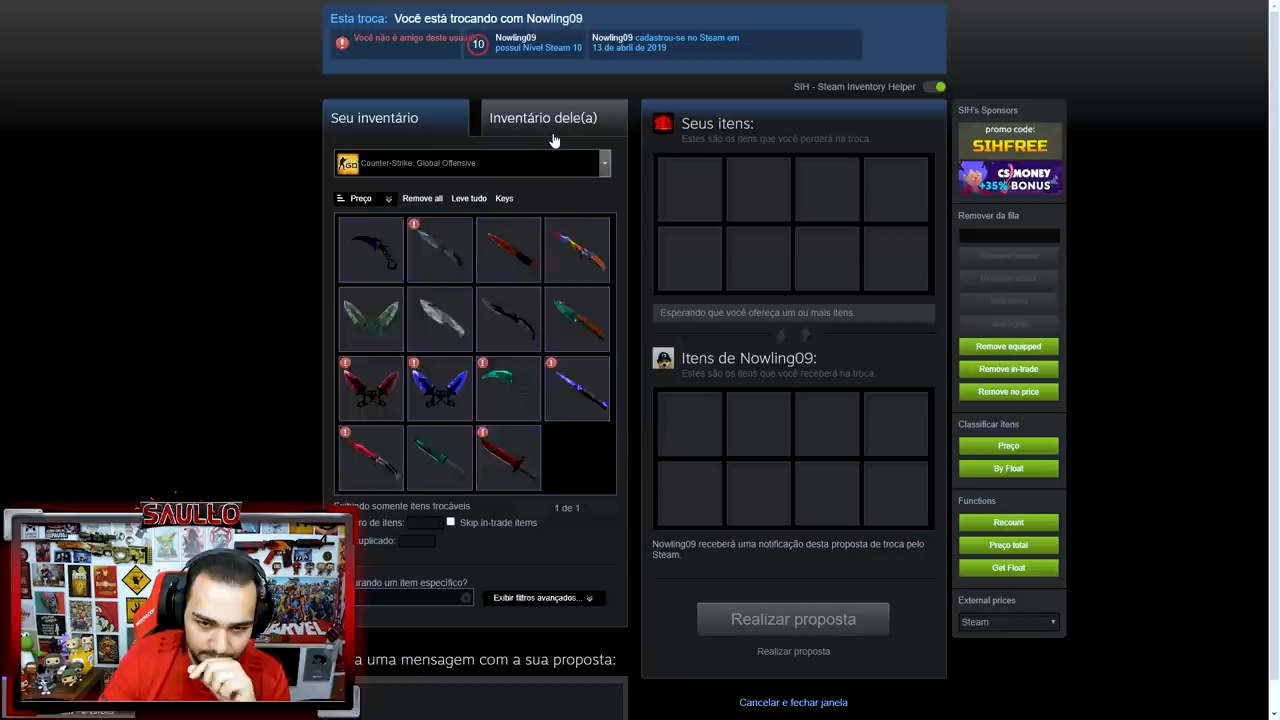 Esta troca: Você está trocando com Nowling09
Você não é amigo deste
10
Nowling09
possui Nível Steam 10
Nowling09 cadastrou-se no Steam em
13 de abril de 2019
SIH - Steam Inventory Helper
Seu inventário
Inventário dele(a)
GO
Counter-Strike: Global Offensive
Preço
Remove all
Leve tudo
Keys
Exibindo somente itens trocáveis
1 de 1
ro de itens:
Skip in-trade items
uplicado:
urando um item específico?
Exibir filtros avançados...
a uma mensagem com a sua proposta:
SAULLO
MARVEL
Seus itens:
Estes são os itens que você perderá na troca.
Esperando que você ofereça um ou mais itens.
Itens de Nowling09:
Estes são os itens que você receberá na troca.
Nowling09 receberá uma notificação desta proposta de troca pelo
Steam.
Realizar proposta
Realizar proposta
Cancelar e fechar janela
SIH's Sponsors
promo code:
SIHFREE
CS.MONEY
+35% BONUS
Remover da fila
Remove equipped
Remove in-trade
Remove no price
Classificar itens
Preço
By Float
Functions
Recount
Preço total
Get Float
External prices
Steam